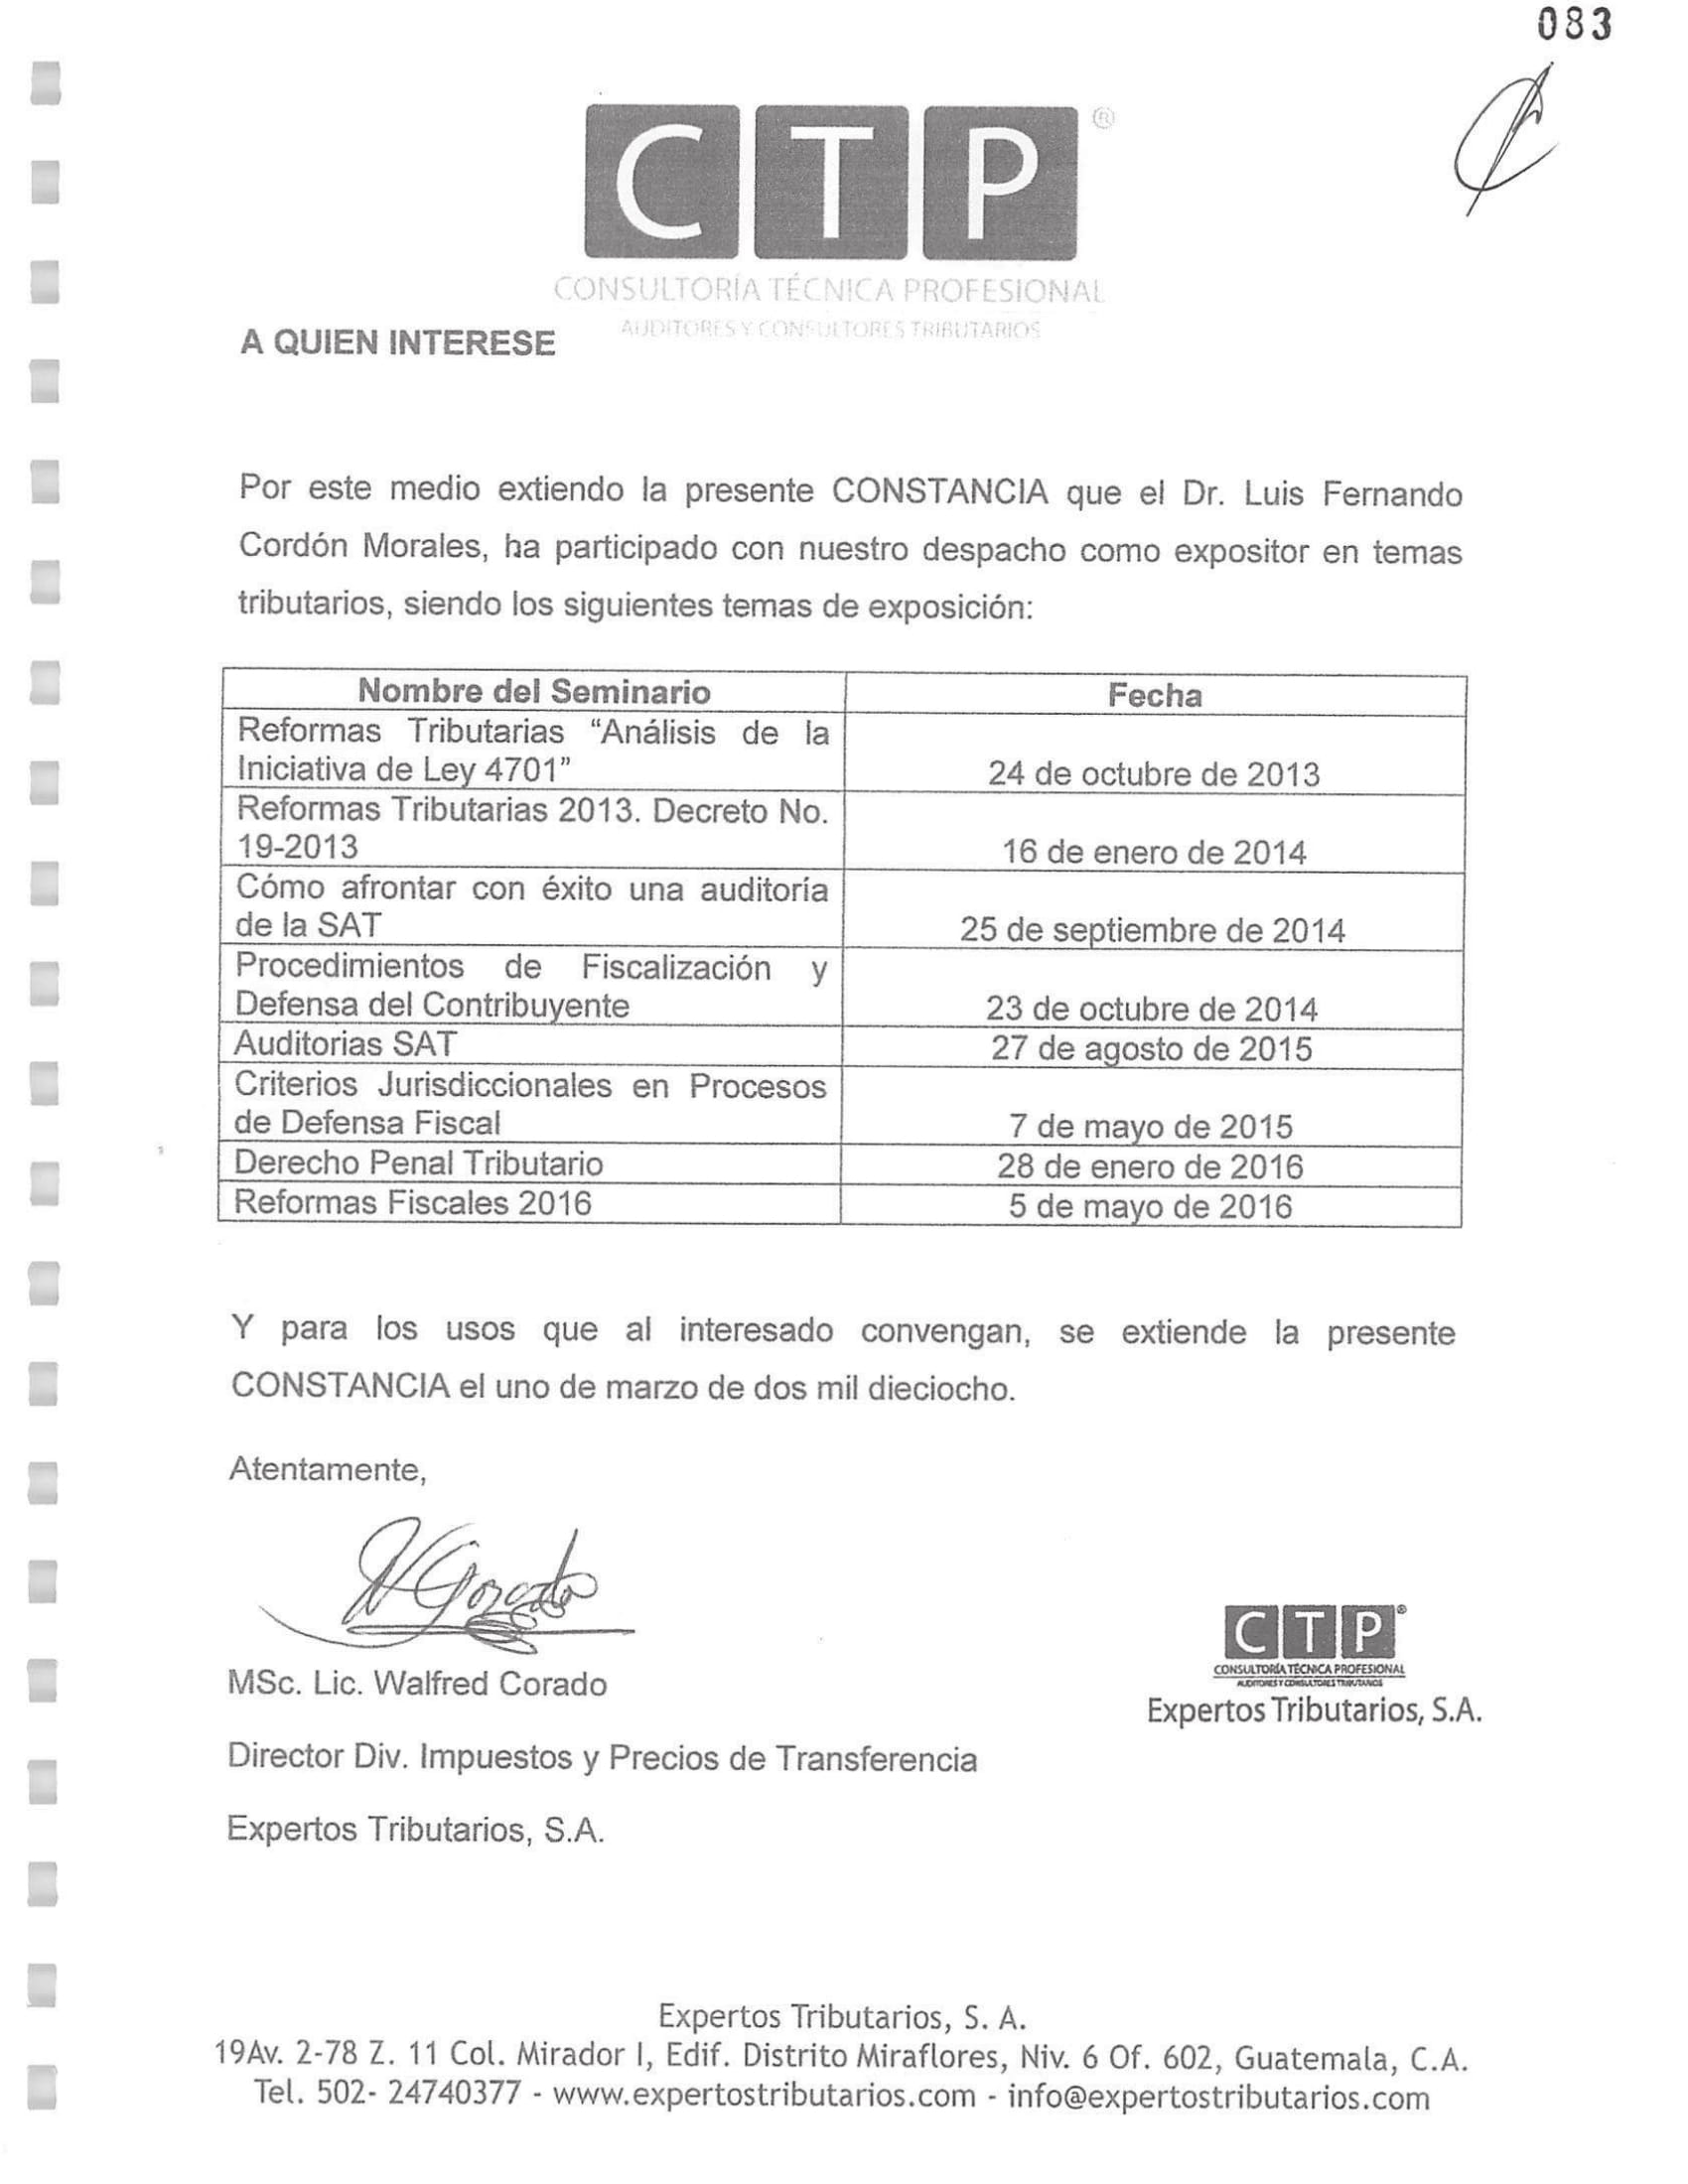 083
CTP®
CONSULTORÍA TÉCNICA PROFESIONAL
AUDITORES Y CONSULTORES TRIBUTARIOS
A QUIEN INTERESE
Por este medio extiendo la presente CONSTANCIA que el Dr. Luis Fernando
Cordón Morales, ha participado con nuestro despacho como expositor en temas
tributarios, siendo los siguientes temas de exposición:
Nombre del Seminario Fecha
Reformas Tributarias “Análisis de la
Iniciativa de Ley 4701” 24 de octubre de 2013
Reformas Tributarias 2013. Decreto No.
19-2013 16 de enero de 2014
Cómo afrontar con éxito una auditoría
de la SAT 25 de septiembre de 2014
Procedimientos de Fiscalización y
Defensa del Contribuyente 23 de octubre de 2014
Auditorias SAT 27 de agosto de 2015
Criterios Jurisdiccionales en Procesos
de Defensa Fiscal 7 de mayo de 2015
Derecho Penal Tributario 28 de enero de 2016
Reformas Fiscales 2016 5 de mayo de 2016
Y para los usos que al interesado convengan, se extiende la presente
CONSTANCIA el uno de marzo de dos mil dieciocho.
Atentamente,
WCorado
MSc. Lic. Walfred Corado
Director Div. Impuestos y Precios de Transferencia
Expertos Tributarios, S.A.
CTP®
CONSULTORÍA TÉCNICA PROFESIONAL
AUDITORES Y CONSULTORES TRIBUTARIOS
Expertos Tributarios, S.A.
Expertos Tributarios, S. A.
19Av. 2-78 Z. 11 Col. Mirador I, Edif. Distrito Miraflores, Niv. 6 Of. 602, Guatemala, C.A.
Tel. 502- 24740377 - www.expertostributarios.com - info@expertostributarios.com